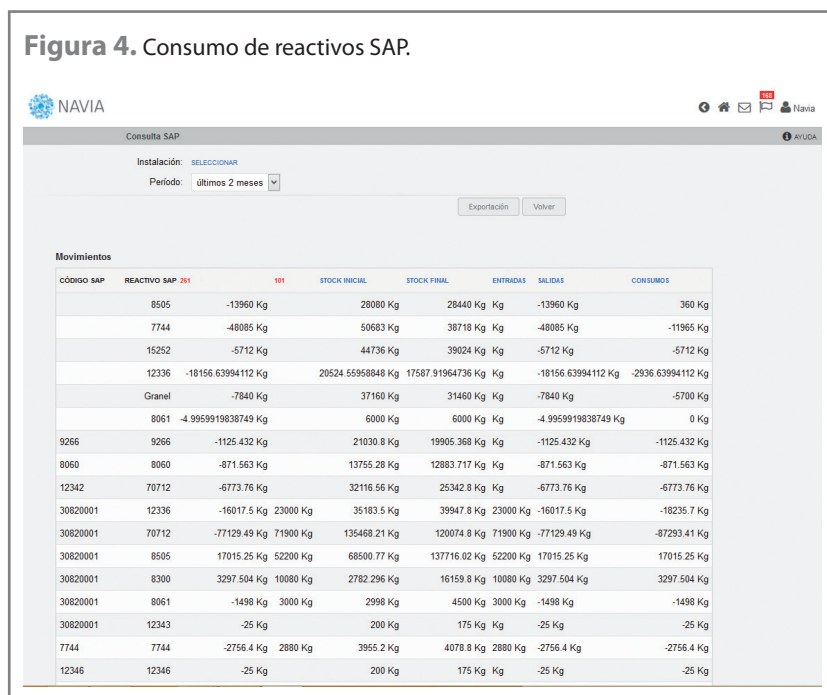 Figura 4. Consumo de reactivos SAP.
NAVIA
168
Navia
Consulta SAP
AYUDA
Instalación: SELECCIONAR
Período: últimos 2 meses
Exportación Volver
Movimientos
CÓDIGO SAP REACTIVO SAP 261 101 STOCK INICIAL STOCK FINAL ENTRADAS SALIDAS CONSUMOS
8505 -13960 Kg 28080 Kg 28440 Kg Kg -13960 Kg 360 Kg
7744 -48085 Kg 50683 Kg 38718 Kg Kg -48085 Kg -11965 Kg
15252 -5712 Kg 44736 Kg 39024 Kg Kg -5712 Kg -5712 Kg
12336 -18156.63994112 Kg 20524.55958848 Kg 17587.91964736 Kg Kg -18156.63994112 Kg -2936.63994112 Kg
Granel -7840 Kg 37160 Kg 31460 Kg Kg -7840 Kg -5700 Kg
8061 -4.9959919838749 Kg 6000 Kg 6000 Kg Kg -4.9959919838749 Kg 0 Kg
9266 9266 -1125.432 Kg 21030.8 Kg 19905.368 Kg Kg -1125.432 Kg -1125.432 Kg
8060 8060 -871.563 Kg 13755.28 Kg 12883.717 Kg Kg -871.563 Kg -871.563 Kg
12342 70712 -6773.76 Kg 32116.56 Kg 25342.8 Kg Kg -6773.76 Kg -6773.76 Kg
30820001 12336 -16017.5 Kg 23000 Kg 35183.5 Kg 39947.8 Kg 23000 Kg -16017.5 Kg -18235.7 Kg
30820001 70712 -77129.49 Kg 71900 Kg 135468.21 Kg 120074.8 Kg 71900 Kg -77129.49 Kg -87293.41 Kg
30820001 8505 17015.25 Kg 52200 Kg 68500.77 Kg 137716.02 Kg 52200 Kg 17015.25 Kg 17015.25 Kg
30820001 8300 3297.504 Kg 10080 Kg 2782.296 Kg 16159.8 Kg 10080 Kg 3297.504 Kg 3297.504 Kg
30820001 8061 -1498 Kg 3000 Kg 2998 Kg 4500 Kg 3000 Kg -1498 Kg -1498 Kg
30820001 12343 -25 Kg 200 Kg 175 Kg Kg -25 Kg -25 Kg
7744 7744 -2756.4 Kg 2880 Kg 3955.2 Kg 4078.8 Kg 2880 Kg -2756.4 Kg -2756.4 Kg
12346 12346 -25 Kg 200 Kg 175 Kg Kg -25 Kg -25 Kg